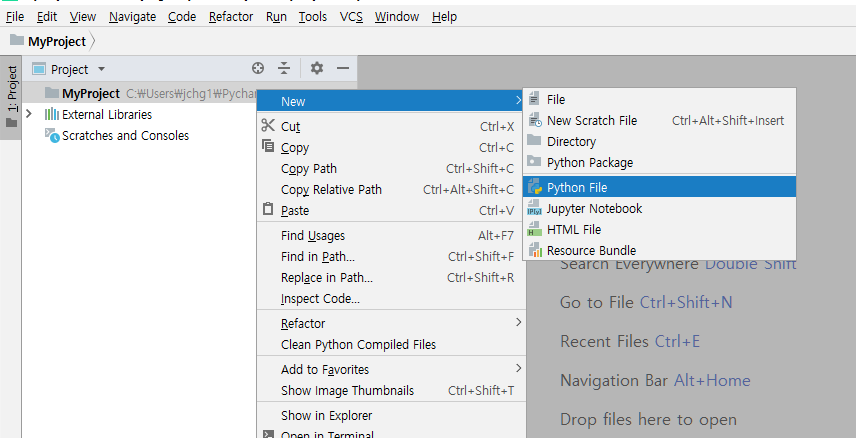 File Edit View Navigate Code Refactor Run Tools VCS Window Help
MyProject
1: Project
Project
MyProject C:₩Users₩jchg1₩Pychar
External Libraries
Scratches and Consoles
New
Cut Ctrl+X
Copy Ctrl+C
Copy Path Ctrl+Shift+C
Copy Relative Path Ctrl+Alt+Shift+C
Paste Ctrl+V
Find Usages Alt+F7
Find in Path... Ctrl+Shift+F
Replace in Path... Ctrl+Shift+R
Inspect Code...
Refactor
Clean Python Compiled Files
Add to Favorites
Show Image Thumbnails Ctrl+Shift+T
Show in Explorer
Open in Terminal
File
New Scratch File Ctrl+Alt+Shift+Insert
Directory
Python Package
Python File
Jupyter Notebook
HTML File
Resource Bundle
Search Everywhere Double Shift
Go to File Ctrl+Shift+N
Recent Files Ctrl+E
Navigation Bar Alt+Home
Drop files here to open